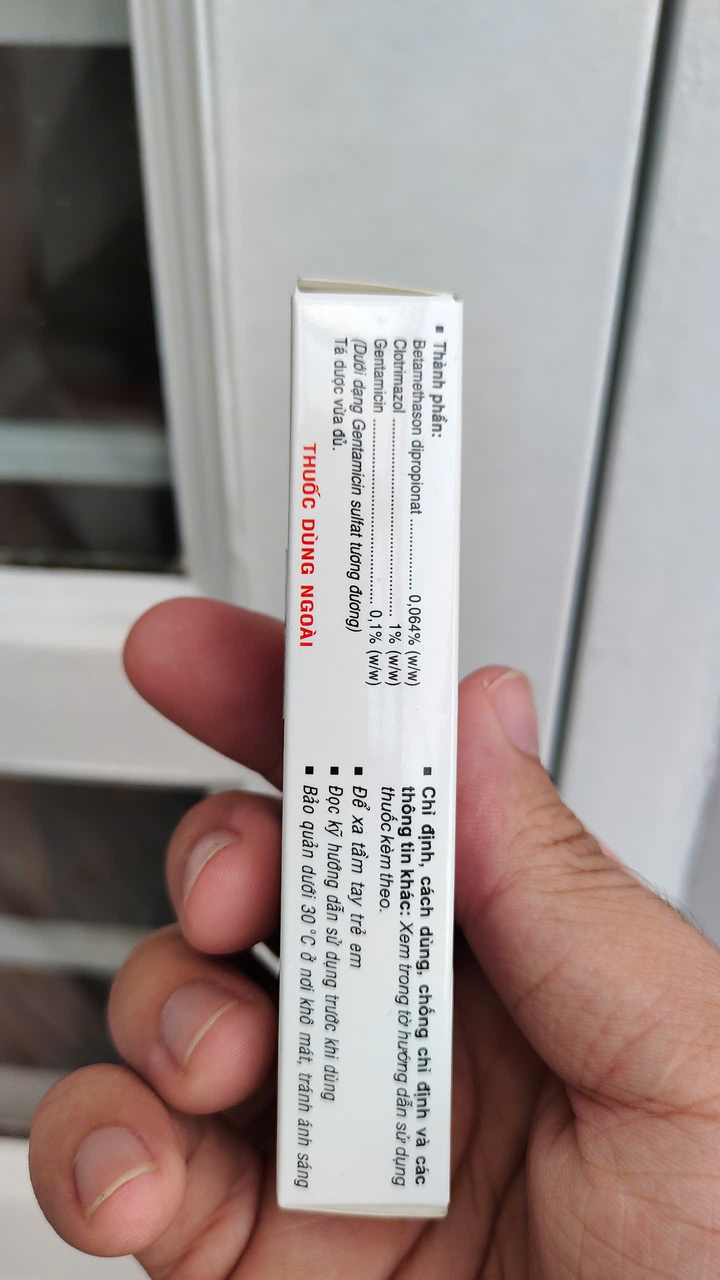 ▪ Thành phần:
Betamethason dipropionat .................. 0,064% (w/w)
Clotrimazol .................................................. 1% (w/w)
Gentamicin ............................................... 0,1% (w/w)
(Dưới dạng Gentamicin sulfat tương đương)
Tá dược vừa đủ.
THUỐC DÙNG NGOÀI
▪ Chỉ định, cách dùng, chống chỉ định và các
thông tin khác: Xem trong tờ hướng dẫn sử dụng
thuốc kèm theo.
▪ Để xa tầm tay trẻ em
▪ Đọc kỹ hướng dẫn sử dụng trước khi dùng
▪ Bảo quản dưới 30 °C ở nơi khô mát, tránh ánh sáng